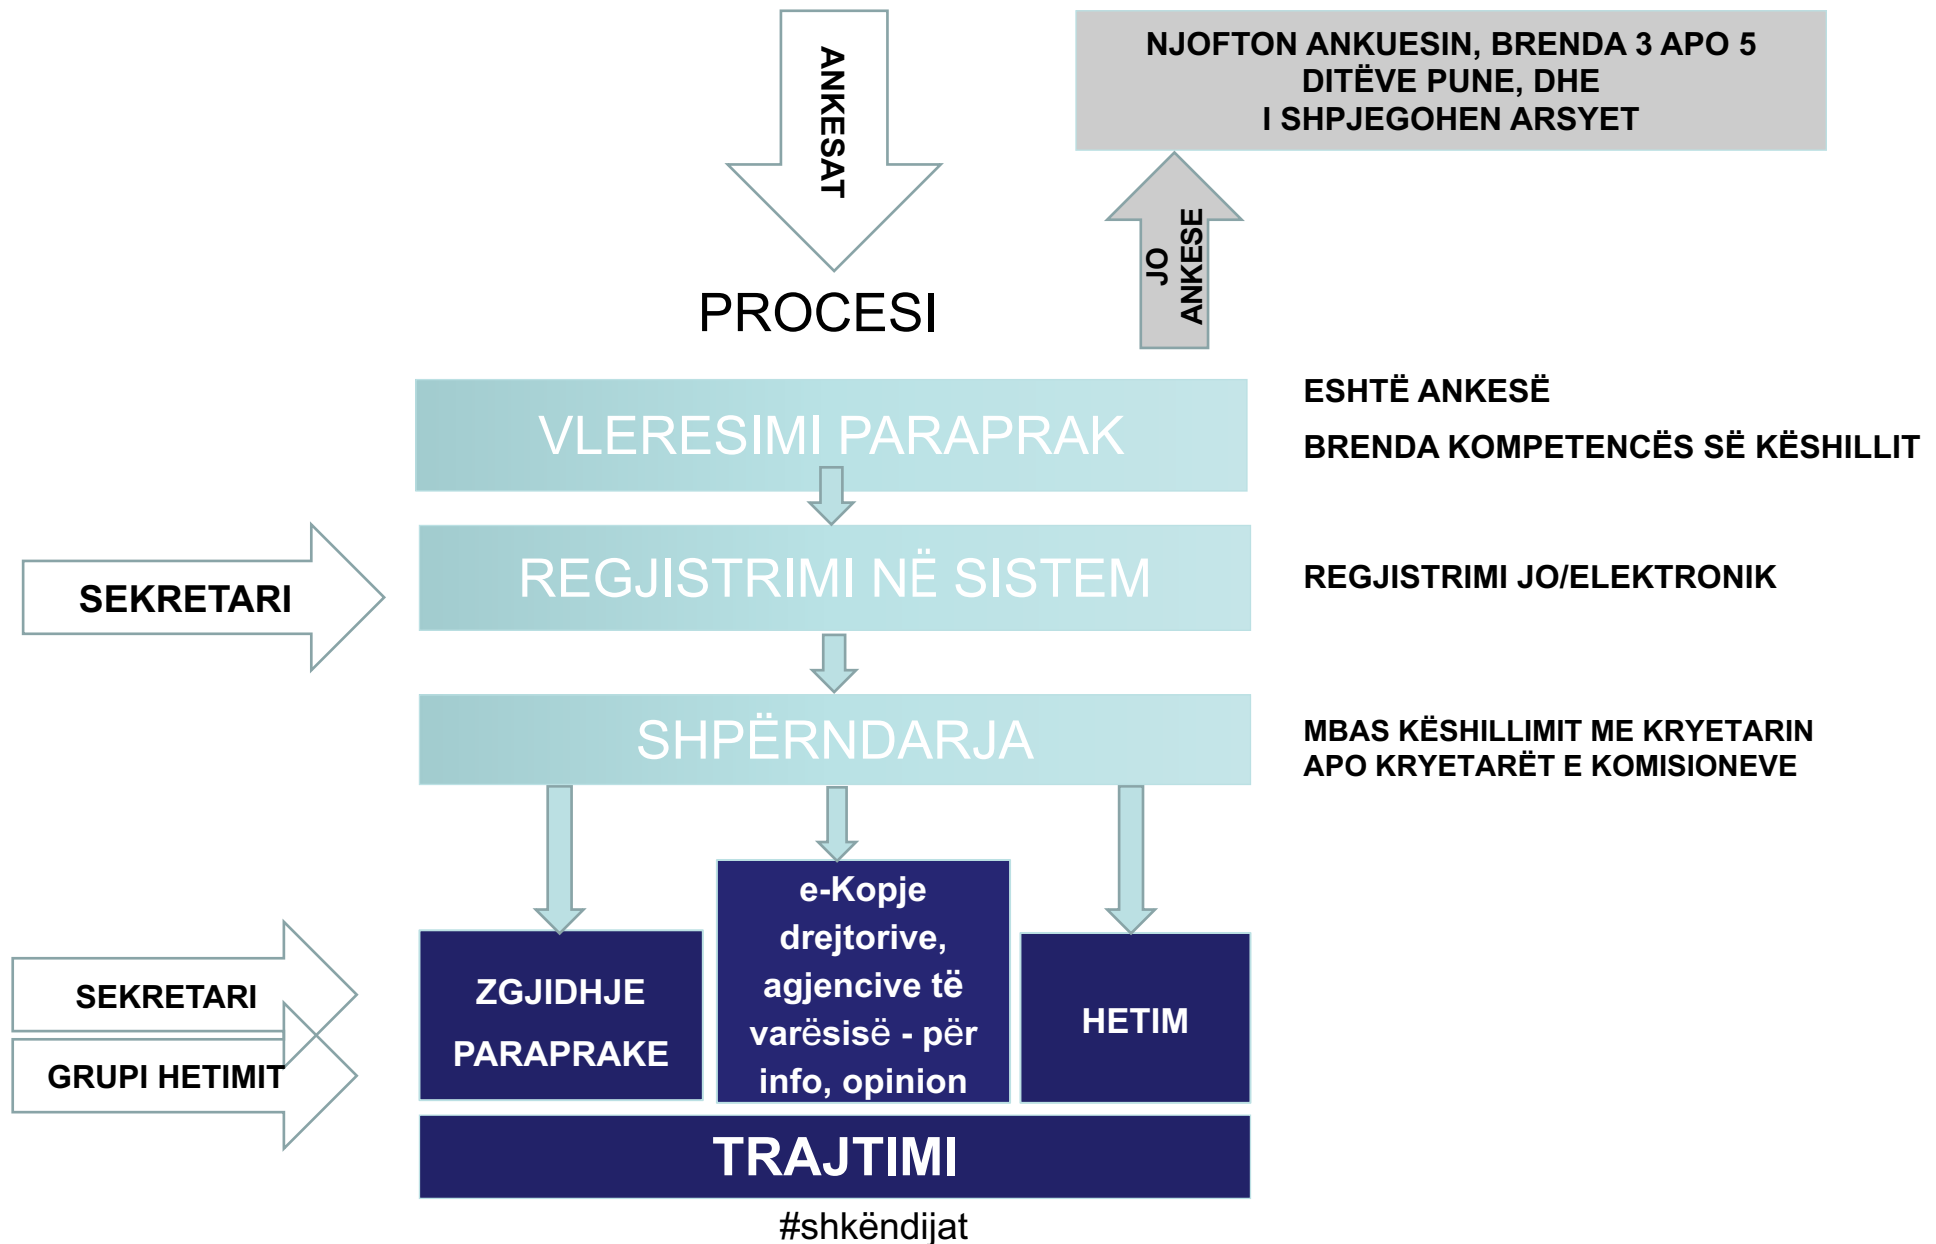 ANKESAT
NJOFTON ANKUESIN, BRENDA 3 APO 5
DITËVE PUNE, DHE
I SHPJEGOHEN ARSYET
JO
ANKESE
PROCESI
VLERESIMI PARAPRAK
ESHTË ANKESË
BRENDA KOMPETENCËS SË KËSHILLIT
SEKRETARI
REGJISTRIMI NË SISTEM
REGJISTRIMI JO/ELEKTRONIK
SHPËRNDARJA
MBAS KËSHILLIMIT ME KRYETARIN
APO KRYETARËT E KOMISIONEVE
SEKRETARI
GRUPI HETIMIT
ZGJIDHJE
PARAPRAKE
e-Kopje
drejtorive,
agjencive të
varësisë - për
info, opinion
HETIM
TRAJTIMI
#shkëndijat